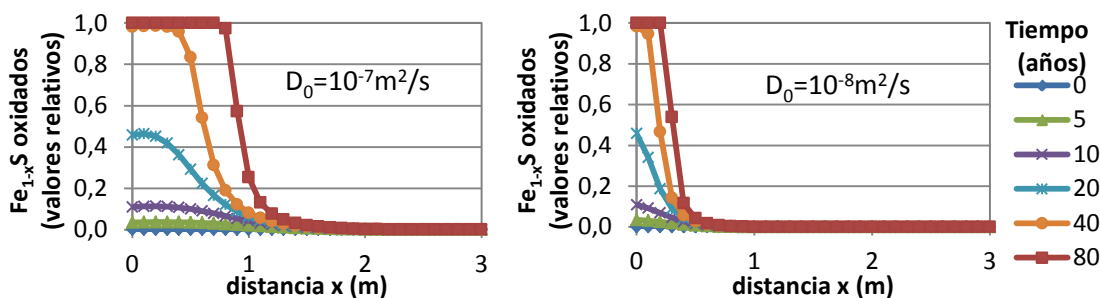 Fe1-xS oxidados
(valores relativos)
1,0
0,8
0,6
0,4
0,2
0,0
D0=10-7m2/s
0
1
2
3
distancia x (m)
Fe1-xS oxidados
(valores relativos)
1,0
0,8
0,6
0,4
0,2
0,0
D0=10-8m2/s
0
1
2
3
distancia x (m)
Tiempo
(años)
0
5
10
20
40
80